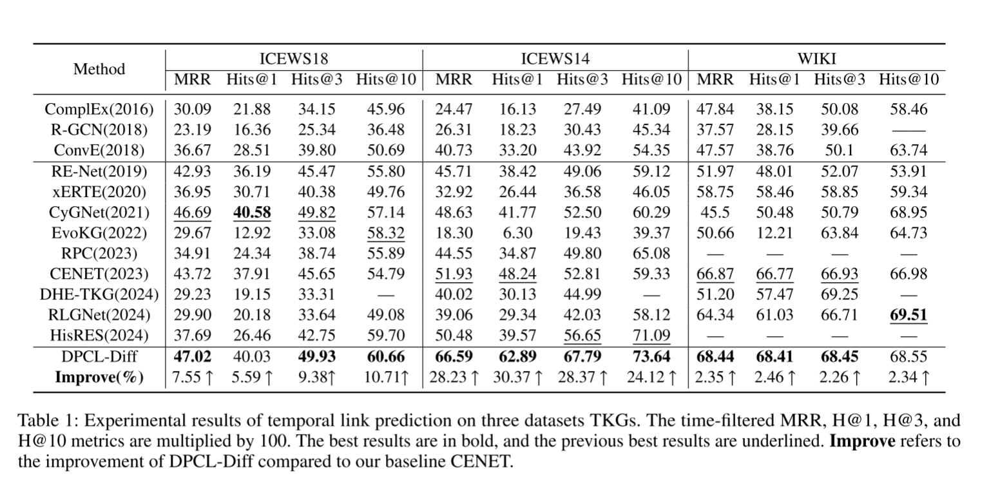 Method ICEWS18 ICEWS14 WIKI
MRR Hits@1 Hits@3 Hits@10 MRR Hits@1 Hits@3 Hits@10 MRR Hits@1 Hits@3 Hits@10
ComplEx(2016) 30.09 21.88 34.15 45.96 24.47 16.13 27.49 41.09 47.84 38.15 50.08 58.46
R-GCN(2018) 23.19 16.36 25.34 36.48 26.31 18.23 30.43 45.34 37.57 28.15 39.66 ——
ConvE(2018) 36.67 28.51 39.80 50.69 40.73 33.20 43.92 54.35 47.57 38.76 50.1 63.74
RE-Net(2019) 42.93 36.19 45.47 55.80 45.71 38.42 49.06 59.12 51.97 48.01 52.07 53.91
xERTE(2020) 36.95 30.71 40.38 49.76 32.92 26.44 36.58 46.05 58.75 58.46 58.85 59.34
CyGNet(2021) 46.69 40.58 49.82 57.14 48.63 41.77 52.50 60.29 45.5 50.48 50.79 68.95
EvoKG(2022) 29.67 12.92 33.08 58.32 18.30 6.30 19.43 39.37 50.66 12.21 63.84 64.73
RPC(2023) 34.91 24.34 38.74 55.89 44.55 34.87 49.80 65.08 — — — —
CENET(2023) 43.72 37.91 45.65 54.79 51.93 48.24 52.81 59.33 66.87 66.77 66.93 66.98
DHE-TKG(2024) 29.23 19.15 33.31 — 40.02 30.13 44.99 — 51.20 57.47 69.25 —
RLGNet(2024) 29.90 20.18 33.64 49.08 39.06 29.34 42.03 58.12 64.34 61.03 66.71 69.51
HisRES(2024) 37.69 26.46 42.75 59.70 50.48 39.57 56.65 71.09 — — — —
DPCL-Diff 47.02 40.03 49.93 60.66 66.59 62.89 67.79 73.64 68.44 68.41 68.45 68.55
Improve(%) 7.55 ↑ 5.59 ↑ 9.38↑ 10.71↑ 28.23 ↑ 30.37 ↑ 28.37 ↑ 24.12 ↑ 2.35 ↑ 2.46 ↑ 2.26 ↑ 2.34 ↑
Table 1: Experimental results of temporal link prediction on three datasets TKGs. The time-filtered MRR, H@1, H@3, and
H@10 metrics are multiplied by 100. The best results are in bold, and the previous best results are underlined. Improve refers to
the improvement of DPCL-Diff compared to our baseline CENET.